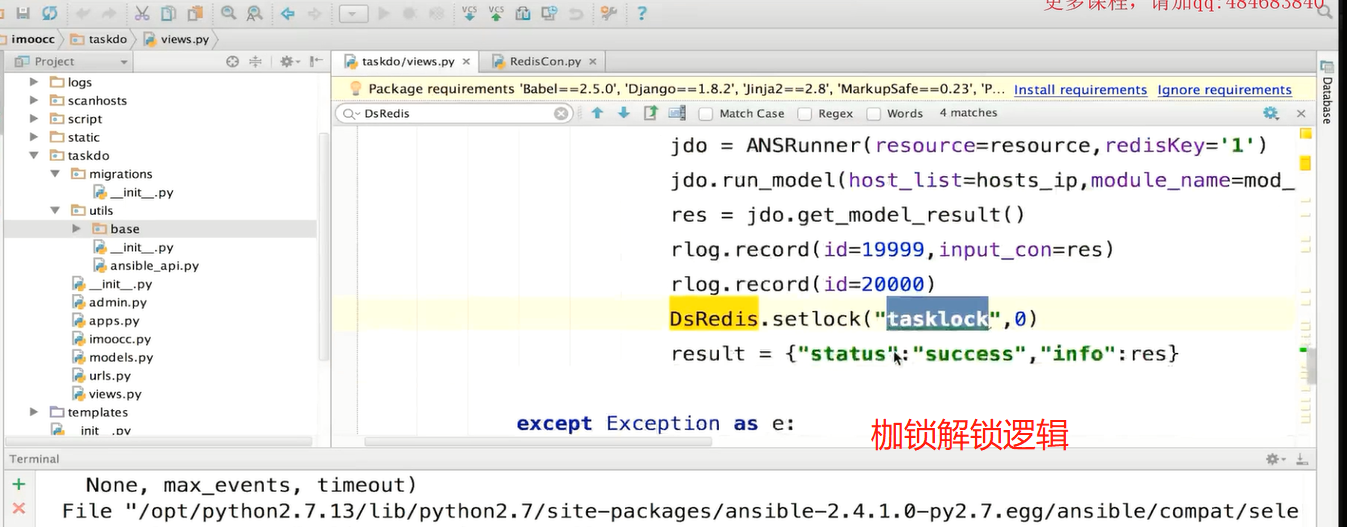 更多课程，请加qq:484683840
VCS VCS
imoocc taskdo views.py
Project
taskdo/views.py RedisCon.py
logs
scanhosts
script
static
taskdo
migrations
__init__.py
utils
base
__init__.py
ansible_api.py
__init__.py
admin.py
apps.py
imoocc.py
models.py
urls.py
views.py
templates
__init__.py
Package requirements 'Babel==2.5.0', 'Django==1.8.2', 'Jinja2==2.8', 'MarkupSafe==0.23', 'P... Install requirements Ignore requirements
DsRedis Match Case Regex Words 4 matches
jdo = ANSRunner(resource=resource,redisKey='1')
jdo.run_model(host_list=hosts_ip,module_name=mod_
res = jdo.get_model_result()
rlog.record(id=19999,input_con=res)
rlog.record(id=20000)
DsRedis.setlock("tasklock",0)
result = {"status":"success","info":res}
except Exception as e:
枷锁解锁逻辑
Database
Terminal
None, max_events, timeout)
File "/opt/python2.7.13/lib/python2.7/site-packages/ansible-2.4.1.0-py2.7.egg/ansible/compat/sele